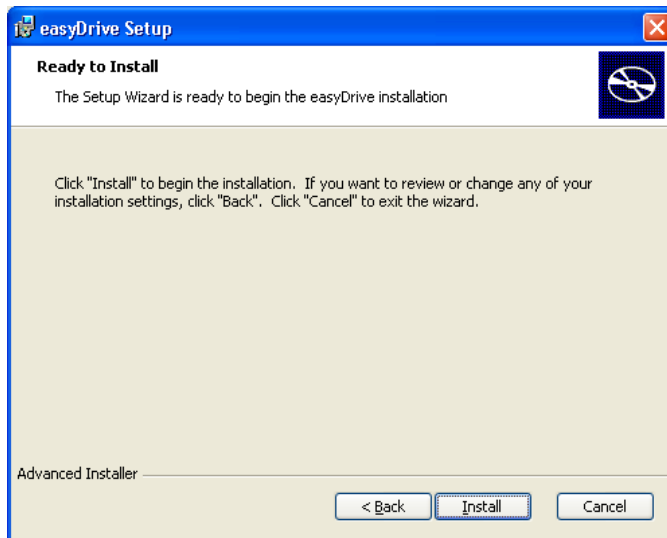 easyDrive Setup
Ready to Install
The Setup Wizard is ready to begin the easyDrive installation
Click "Install" to begin the installation.  If you want to review or change any of your
installation settings, click "Back".  Click "Cancel" to exit the wizard.
Advanced Installer
< Back
Install
Cancel